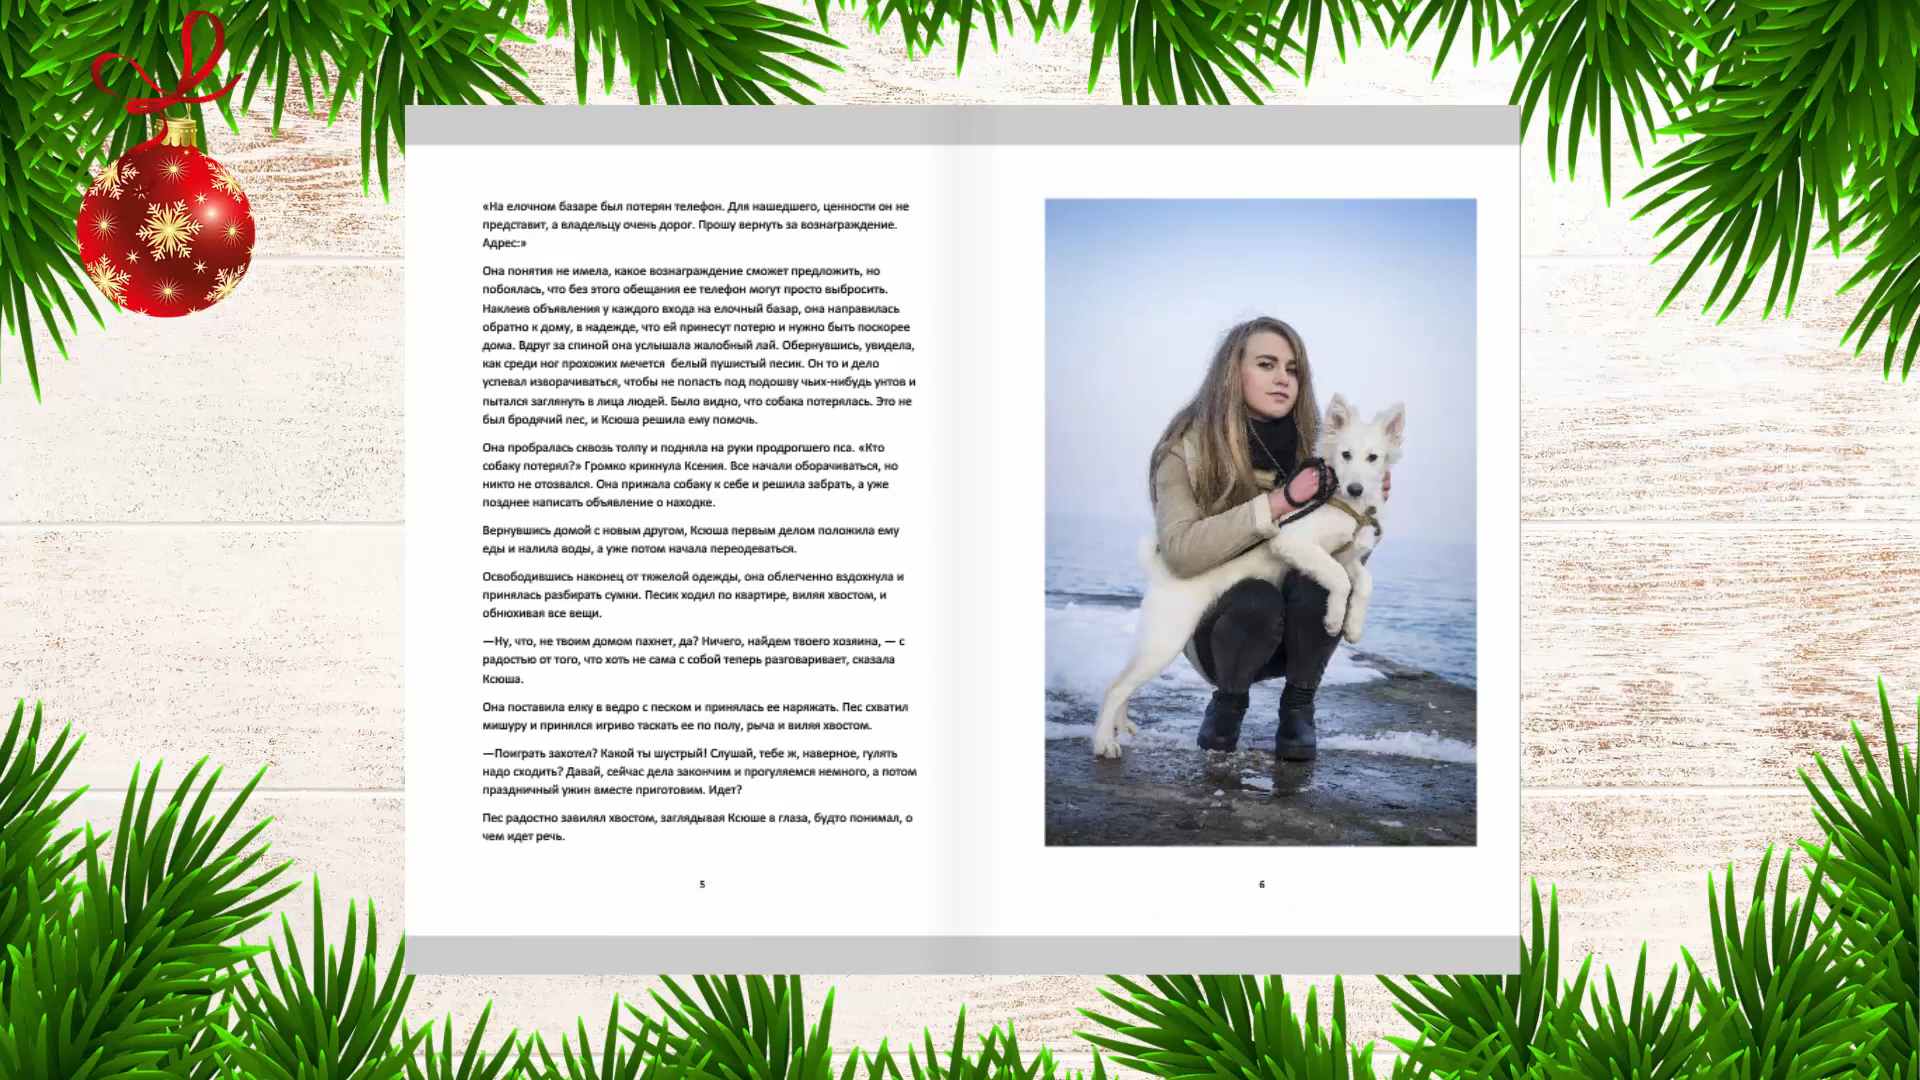 «На елочном базаре был потерян телефон. Для нашедшего, ценности он не
представит, а владельцу очень дорог. Прошу вернуть за вознаграждение.
Адрес:»
Она понятия не имела, какое вознаграждение сможет предложить, но
побоялась, что без этого обещания ее телефон могут просто выбросить.
Наклеив объявления у каждого входа на елочный базар, она направилась
обратно к дому, в надежде, что ей принесут потерю и нужно быть поскорее
дома. Вдруг за спиной она услышала жалобный лай. Обернувшись, увидела,
как среди ног прохожих мечется белый пушистый песик. Он то и дело
успевал изворачиваться, чтобы не попасть под подошву чьих-нибудь унтов и
пытался заглянуть в лица людей. Было видно, что собака потерялась. Это не
был бродячий пес, и Ксюша решила ему помочь.
Она пробралась сквозь толпу и подняла на руки продрогшего пса. «Кто
собаку потерял?» Громко крикнула Ксения. Все начали оборачиваться, но
никто не отозвался. Она прижала собаку к себе и решила забрать, а уже
позднее написать объявление о находке.
Вернувшись домой с новым другом, Ксюша первым делом положила ему
еды и налила воды, а уже потом начала переодеваться.
Освободившись наконец от тяжелой одежды, она облегченно вздохнула и
принялась разбирать сумки. Песик ходил по квартире, виляя хвостом, и
обнюхивая все вещи.
—Ну, что, не твоим домом пахнет, да? Ничего, найдем твоего хозяина, — с
радостью от того, что хоть не сама с собой теперь разговаривает, сказала
Ксюша.
Она поставила елку в ведро с песком и принялась ее наряжать. Пес схватил
мишуру и принялся игриво таскать ее по полу, рыча и виляя хвостом.
—Поиграть захотел? Какой ты шустрый! Слушай, тебе ж, наверное, гулять
надо сходить? Давай, сейчас дела закончим и прогуляемся немного, а потом
праздничный ужин вместе приготовим. Идет?
Пес радостно завилял хвостом, заглядывая Ксюше в глаза, будто понимал, о
чем идет речь.
5
6